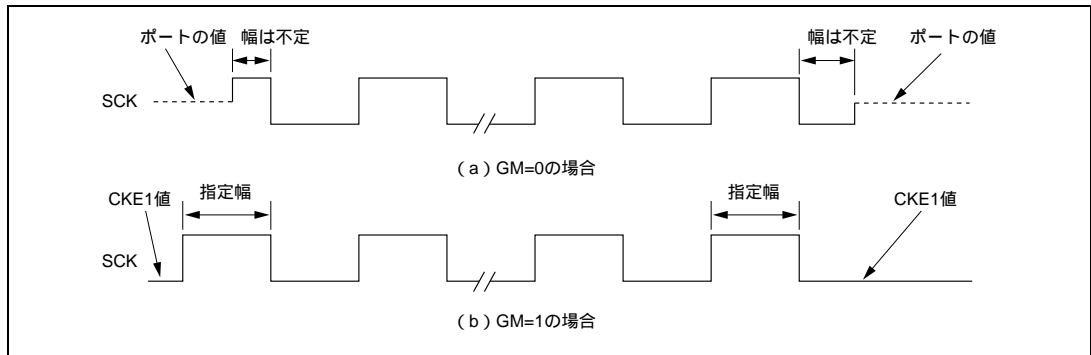 ポートの値 幅は不定 幅は不定 ポートの値
SCK
(a)GM=0の場合
CKE1値 指定幅 指定幅 CKE1値
SCK
(b)GM=1の場合